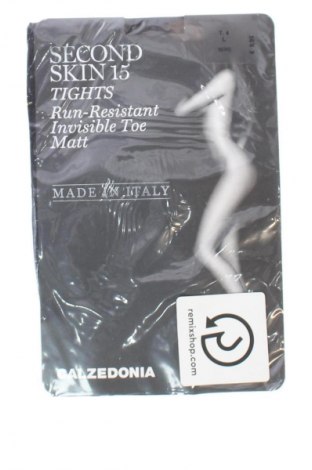 SECOND
SKIN 15
TIGHTS
Run-Resistant
Invisible Toe
Matt
MADE IN ITALY
CALZEDONIA
remixshop.com